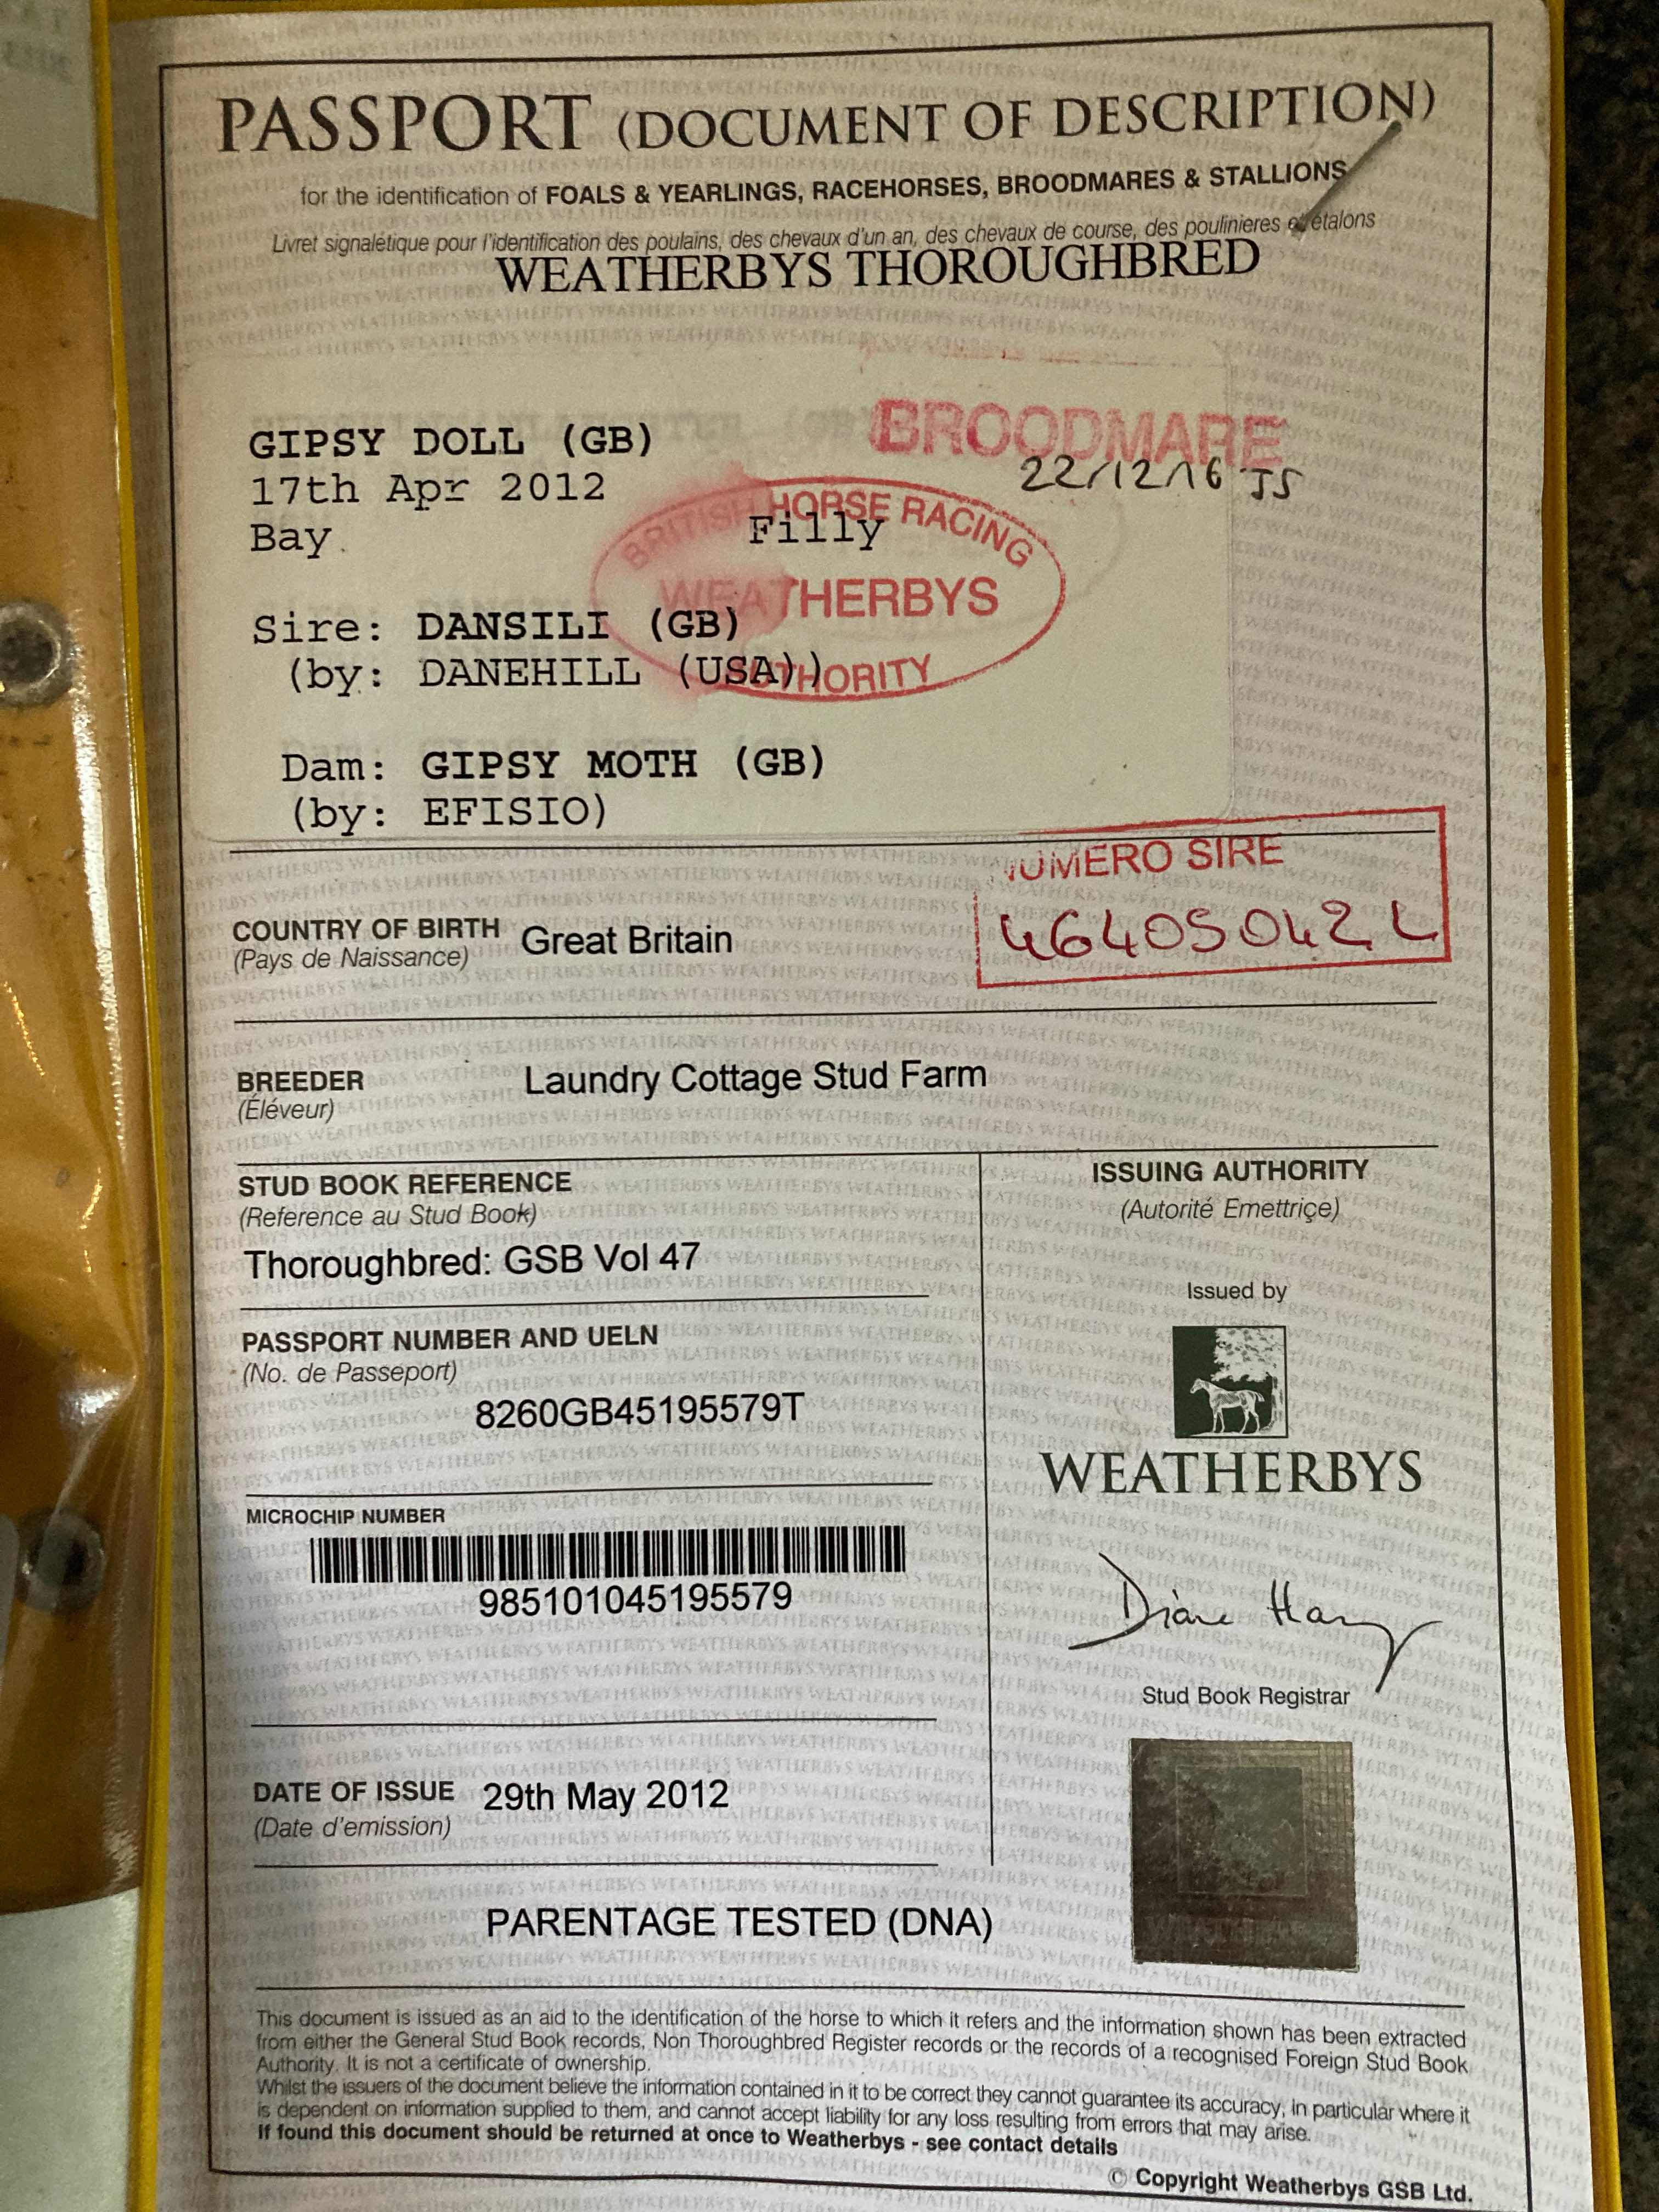 PASSPORT (DOCUMENT OF DESCRIPTION)
for the identification of FOALS & YEARLINGS, RACEHORSES, BROODMARES & STALLIONS
Livret signalétique pour l'identification des poulains, des chevaux d'un an, des chevaux de course, des poulinieres et étalons
WEATHERBYS THOROUGHBRED
BROODMARE
22/12/16 JS
GIPSY DOLL (GB)
17th Apr 2012
Bay Filly
BRITISH HORSE RACING
WEATHERBYS
AUTHORITY
Sire: DANSILI (GB)
(by: DANEHILL (USA))
Dam: GIPSY MOTH (GB)
(by: EFISIO)
NUMERO SIRE
46405042 L
COUNTRY OF BIRTH Great Britain
(Pays de Naissance)
BREEDER Laundry Cottage Stud Farm
(Éléveur)
STUD BOOK REFERENCE
(Reference au Stud Book)
Thoroughbred: GSB Vol 47
PASSPORT NUMBER AND UELN
(No. de Passeport)
8260GB45195579T
MICROCHIP NUMBER
985101045195579
DATE OF ISSUE 29th May 2012
(Date d'emission)
PARENTAGE TESTED (DNA)
ISSUING AUTHORITY
(Autorité Emettriçe)
Issued by
WEATHERBYS
Diane Ha
Stud Book Registrar
This document is issued as an aid to the identification of the horse to which it refers and the information shown has been extracted
from either the General Stud Book records, Non Thoroughbred Register records or the records of a recognised Foreign Stud Book
Authority. It is not a certificate of ownership.
Whilst the issuers of the document believe the information contained in it to be correct they cannot guarantee its accuracy, in particular where it
is dependent on information supplied to them, and cannot accept liability for any loss resulting from errors that may arise.
If found this document should be returned at once to Weatherbys - see contact details
© Copyright Weatherbys GSB Ltd.